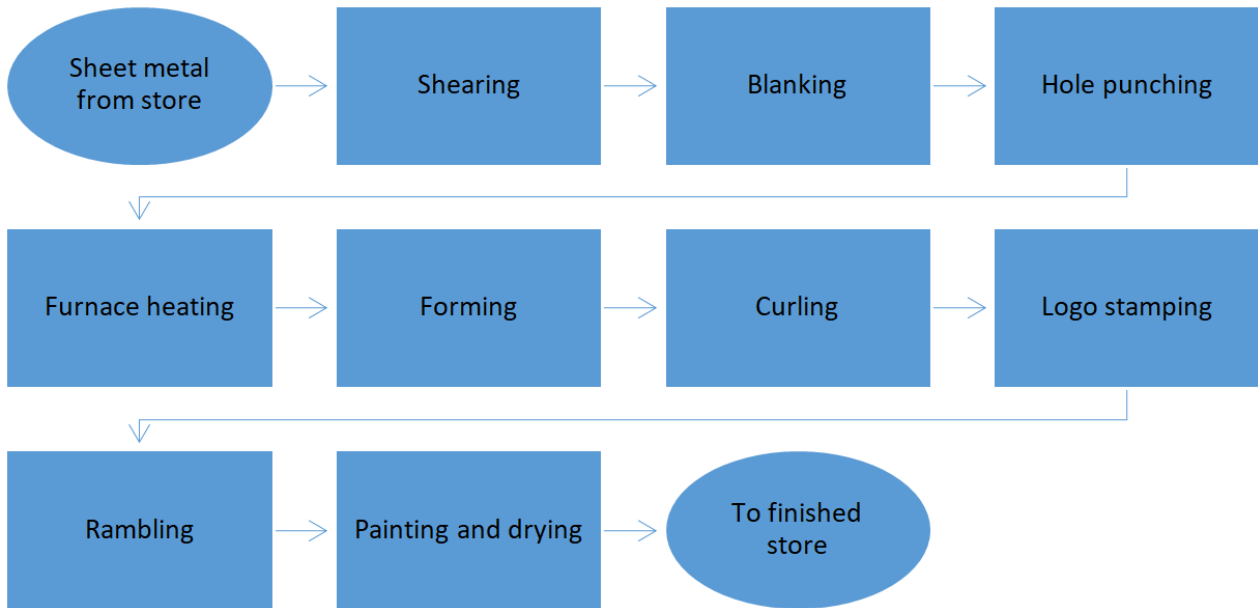 Sheet metal
from store
Shearing
Blanking
Hole punching
Furnace heating
Forming
Curling
Logo stamping
Rambling
Painting and drying
To finished
store